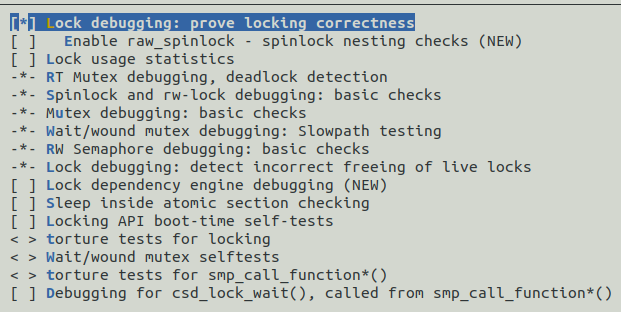 [*] Lock debugging: prove locking correctness
[ ]   Enable raw_spinlock - spinlock nesting checks (NEW)
[ ] Lock usage statistics
-*- RT Mutex debugging, deadlock detection
-*- Spinlock and rw-lock debugging: basic checks
-*- Mutex debugging: basic checks
-*- Wait/wound mutex debugging: Slowpath testing
-*- RW Semaphore debugging: basic checks
-*- Lock debugging: detect incorrect freeing of live locks
[ ] Lock dependency engine debugging (NEW)
[ ] Sleep inside atomic section checking
[ ] Locking API boot-time self-tests
< > torture tests for locking
< > Wait/wound mutex selftests
< > torture tests for smp_call_function*()
[ ] Debugging for csd_lock_wait(), called from smp_call_function*()